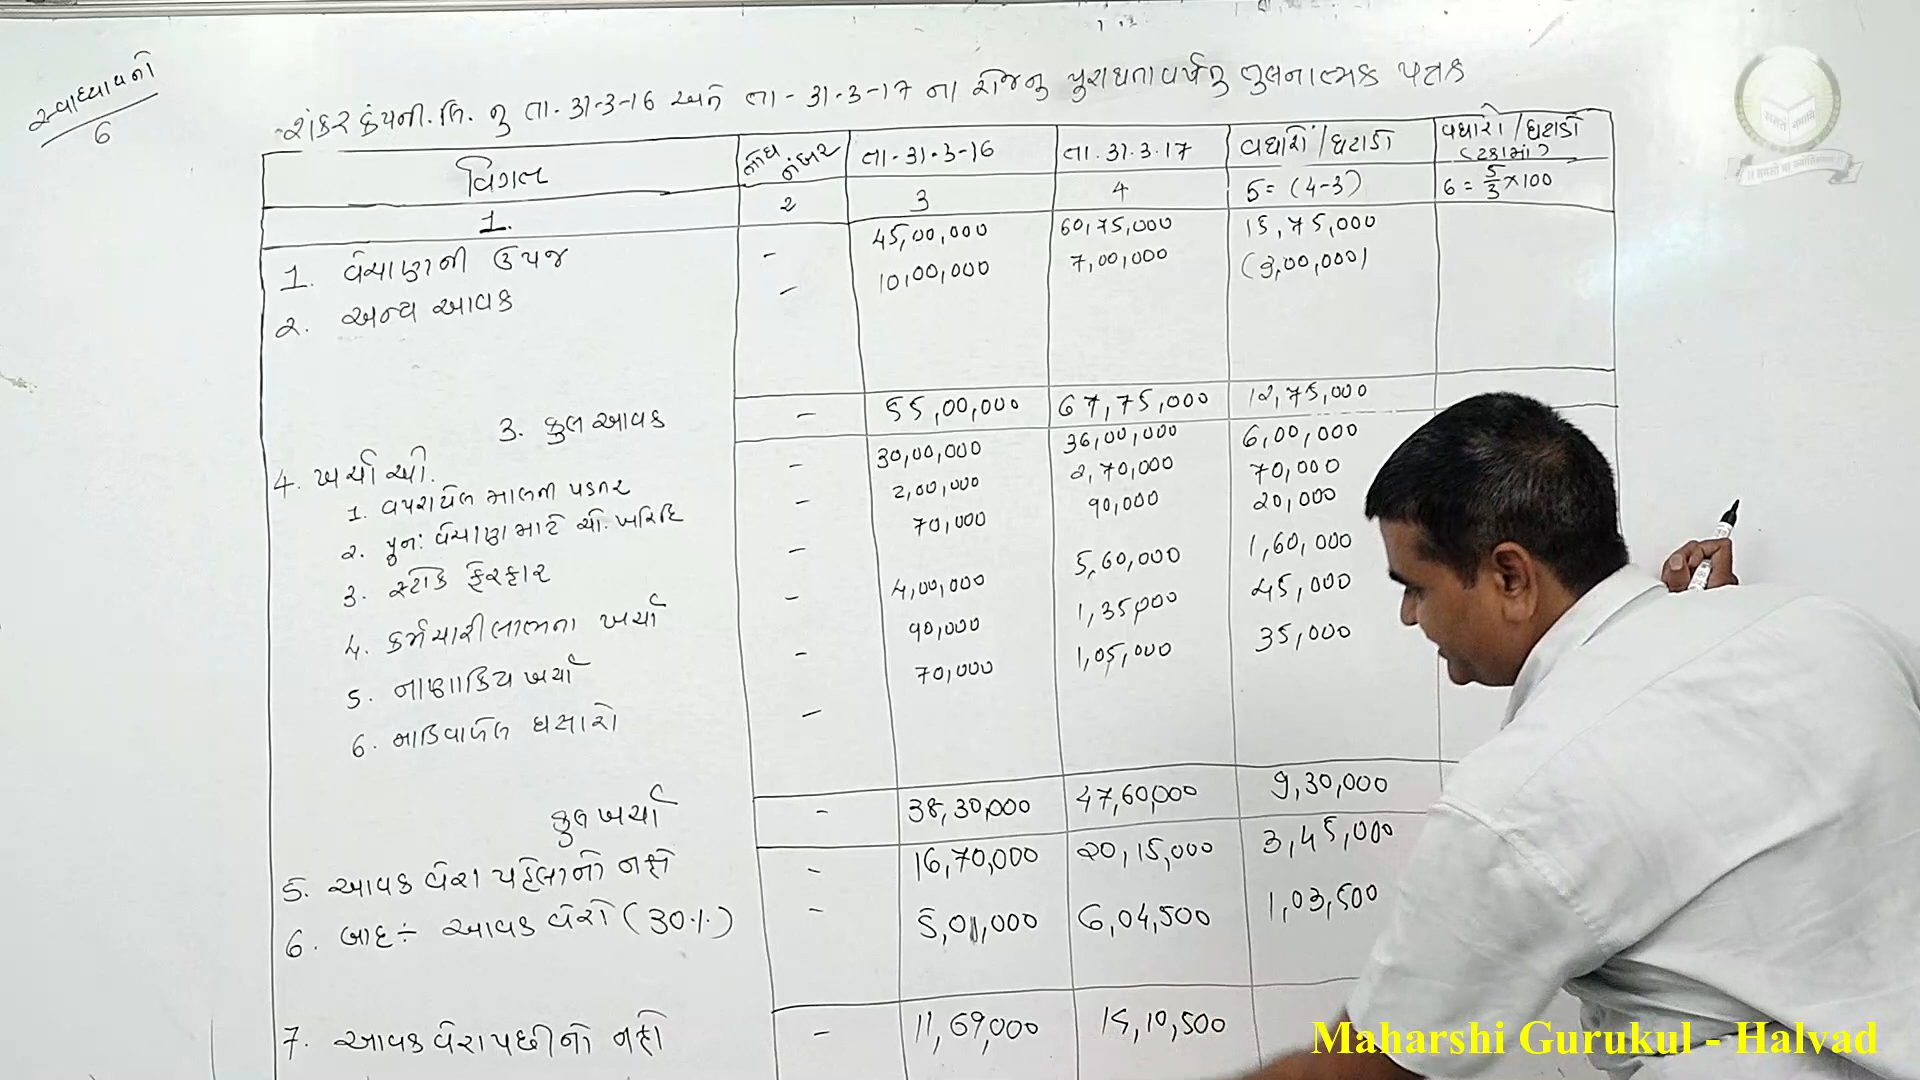 સ્વાધ્યાયનો
6
શંકર કંપની. લિ. નુ તા. 31-3-16 અને તા - 31-3-17 ના રોજનુ પુરા થતા વર્ષનુ તુલનાત્મક પત્રક
વિગત નોંધ નંબર તા-31.3-16 તા. 31.3.17 વધારો/ઘટાડો વધારો/ઘટાડો (ટકામાં)
1. 2 3 4 5=(4-3) 6 = 5/3 ×100
1. વેચાણની ઉપજ - 45,00,000 60,75,000 15,75,000
૨. અન્ય આવક - 10,00,000 7,00,000 (3,00,000)
3. કુલ આવક - 55,00,000 67,75,000 12,75,000
4. ખર્ચાઓ.
1. વપરાયેલ માલની પડતર - 30,00,000 36,00,000 6,00,000
૨. પુનઃ વેચાણ માટે ચો. ખરિદિ - 2,00,000 2,70,000 70,000
3. સ્ટોક ફેરફાર - 70,000 90,000 20,000
4. કર્મચારી લાભના ખર્ચા - 4,00,000 5,60,000 1,60,000
5. નાણાકિય ખર્ચા - 90,000 1,35,000 45,000
6. માંડિવાળેલ ઘસારો - 70,000 1,05,000 35,000
કુલ ખર્ચા - 38,30,000 47,60,000 9,30,000
5. આવક વેરા પહેલાનો નફો - 16,70,000 20,15,000 3,45,000
6. બાદ ÷ આવક વેરો (30%) - 5,01,000 6,04,500 1,03,500
7. આવક વેરા પછીનો નફો - 11,69,000 14,10,500
Maharshi Gurukul - Halvad